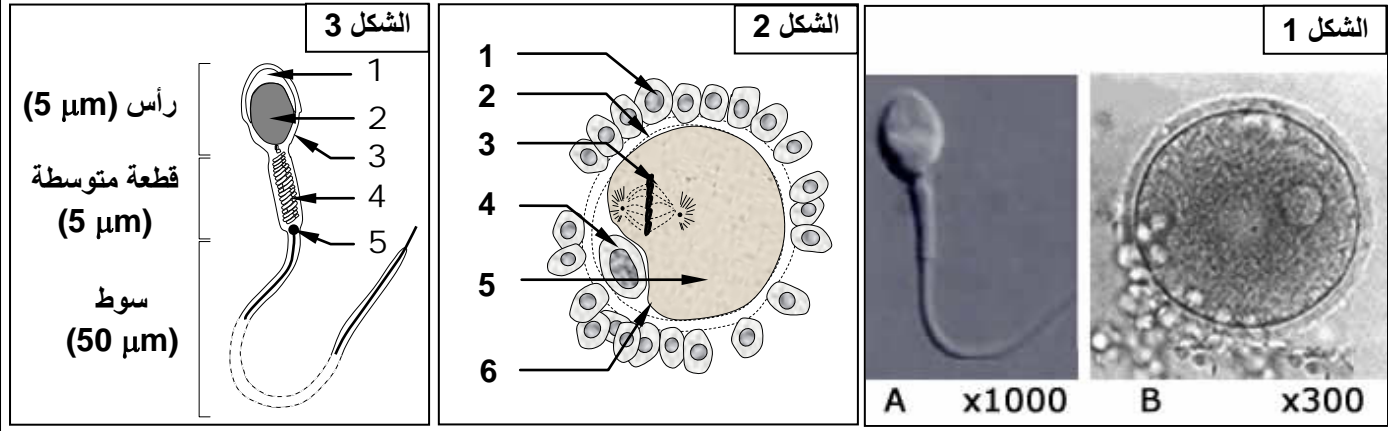 الشكل 1
A x1000
B x300
الشكل 2
1
2
3
4
5
6
الشكل 3
رأس (5 μm)
قطعة متوسطة
(5 μm)
سوط
(50 μm)
1
2
3
4
5